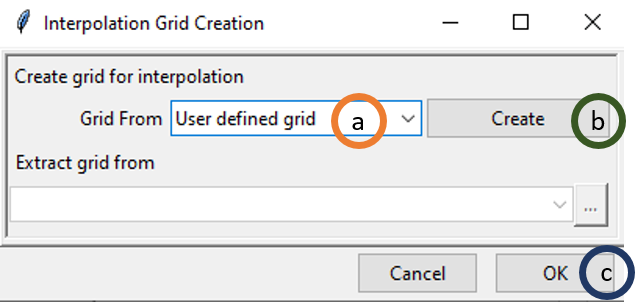 Interpolation Grid Creation
Create grid for interpolation
Grid From User defined grid a Create b
Extract grid from
...
Cancel OK c